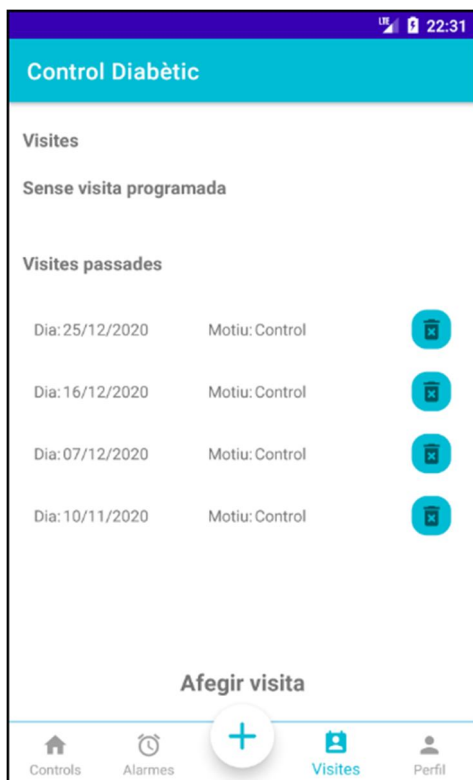 LTE 22:31
Control Diabètic
Visites
Sense visita programada
Visites passades
Dia: 25/12/2020 Motiu: Control
Dia: 16/12/2020 Motiu: Control
Dia: 07/12/2020 Motiu: Control
Dia: 10/11/2020 Motiu: Control
Afegir visita
Controls Alarmes Visites Perfil